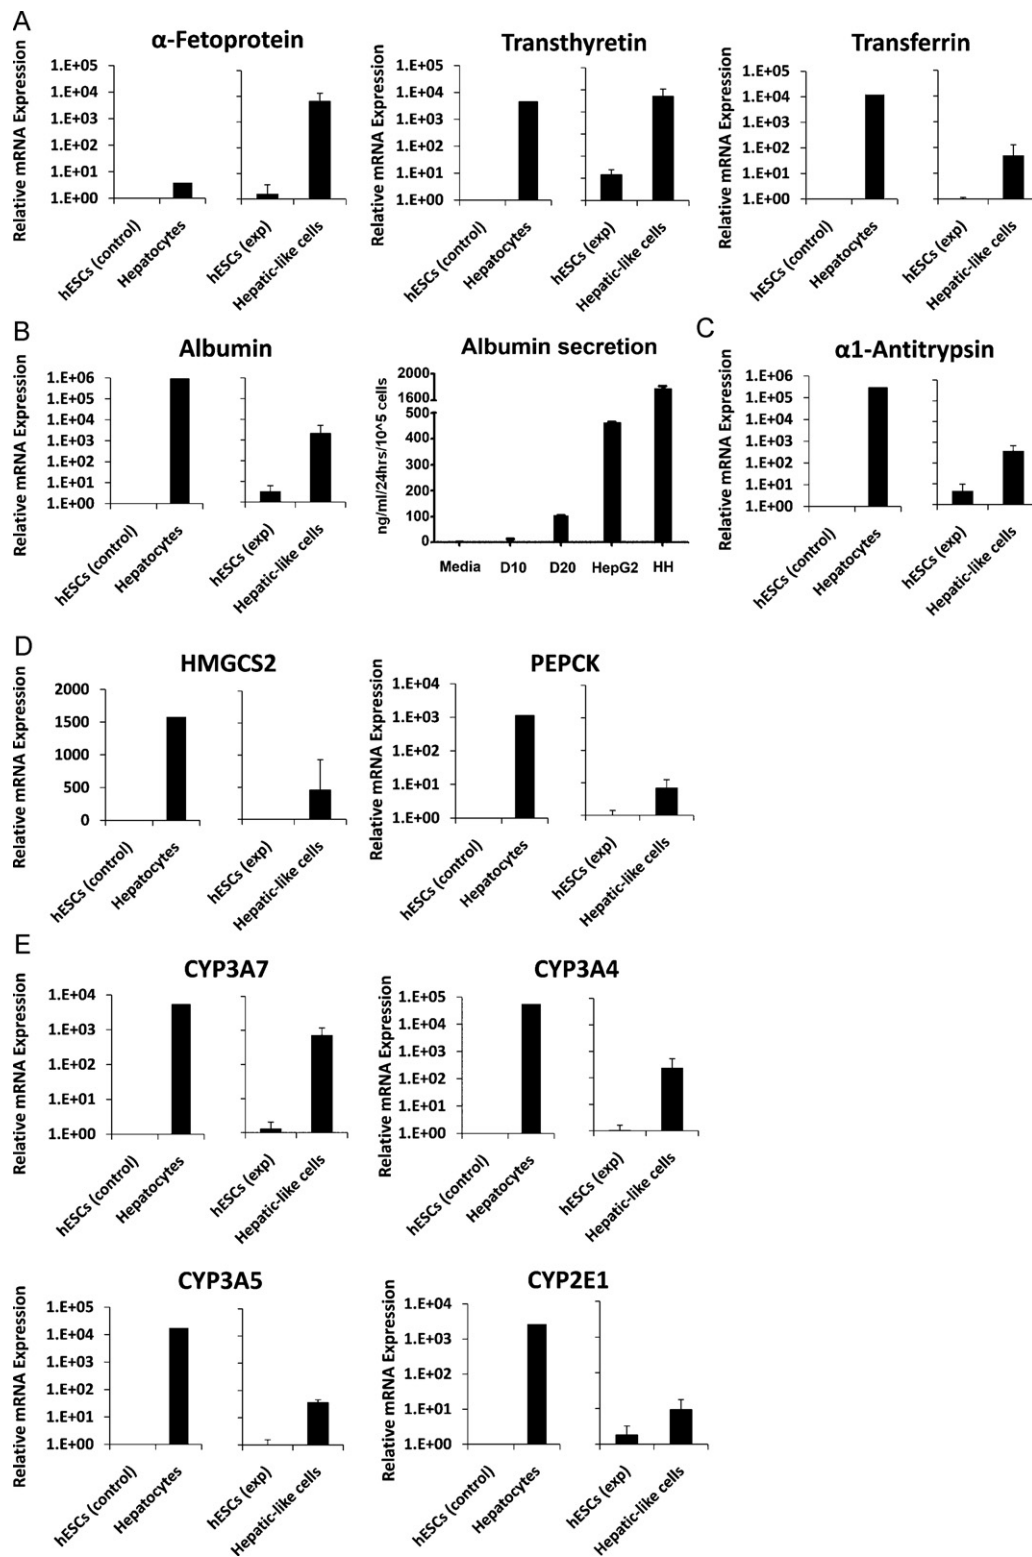 A
α-Fetoprotein
Relative mRNA Expression
1.E+05
1.E+04
1.E+03
1.E+02
1.E+01
1.E+00
hESCs (control)
Hepatocytes
hESCs (exp)
Hepatic-like cells
Transthyretin
Relative mRNA Expression
1.E+05
1.E+04
1.E+03
1.E+02
1.E+01
1.E+00
hESCs (control)
Hepatocytes
hESCs (exp)
Hepatic-like cells
Transferrin
Relative mRNA Expression
1.E+05
1.E+04
1.E+03
1.E+02
1.E+01
1.E+00
hESCs (control)
Hepatocytes
hESCs (exp)
Hepatic-like cells
B
Albumin
Relative mRNA Expression
1.E+06
1.E+05
1.E+04
1.E+03
1.E+02
1.E+01
1.E+00
hESCs (control)
Hepatocytes
hESCs (exp)
Hepatic-like cells
Albumin secretion
ng/ml/24hrs/10^5 cells
2000
1600
500
400
300
200
100
0
Media D10 D20 HepG2 HH
C
α1-Antitrypsin
Relative mRNA Expression
1.E+06
1.E+05
1.E+04
1.E+03
1.E+02
1.E+01
1.E+00
hESCs (control)
Hepatocytes
hESCs (exp)
Hepatic-like cells
D
HMGCS2
Relative mRNA Expression
2000
1500
1000
500
0
hESCs (control)
Hepatocytes
hESCs (exp)
Hepatic-like cells
PEPCK
Relative mRNA Expression
1.E+04
1.E+03
1.E+02
1.E+01
1.E+00
hESCs (control)
Hepatocytes
hESCs (exp)
Hepatic-like cells
E
CYP3A7
Relative mRNA Expression
1.E+04
1.E+03
1.E+02
1.E+01
1.E+00
hESCs (control)
Hepatocytes
hESCs (exp)
Hepatic-like cells
CYP3A4
Relative mRNA Expression
1.E+05
1.E+04
1.E+03
1.E+02
1.E+01
1.E+00
hESCs (control)
Hepatocytes
hESCs (exp)
Hepatic-like cells
CYP3A5
Relative mRNA Expression
1.E+05
1.E+04
1.E+03
1.E+02
1.E+01
1.E+00
hESCs (control)
Hepatocytes
hESCs (exp)
Hepatic-like cells
CYP2E1
Relative mRNA Expression
1.E+04
1.E+03
1.E+02
1.E+01
1.E+00
hESCs (control)
Hepatocytes
hESCs (exp)
Hepatic-like cells